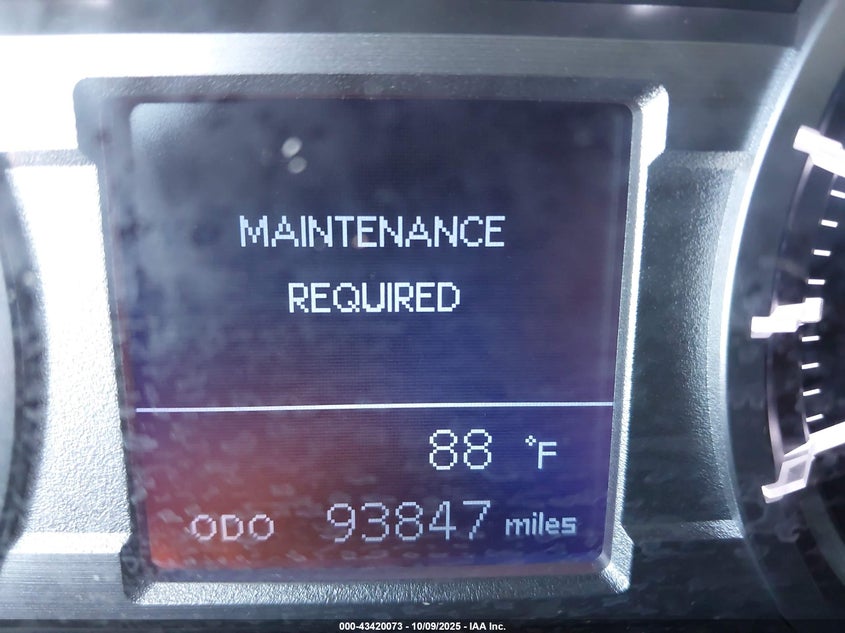 MAINTENANCE
REQUIRED
88 °F
ODO 93847 miles
000-43420073 - 10/09/2025 - IAA Inc.